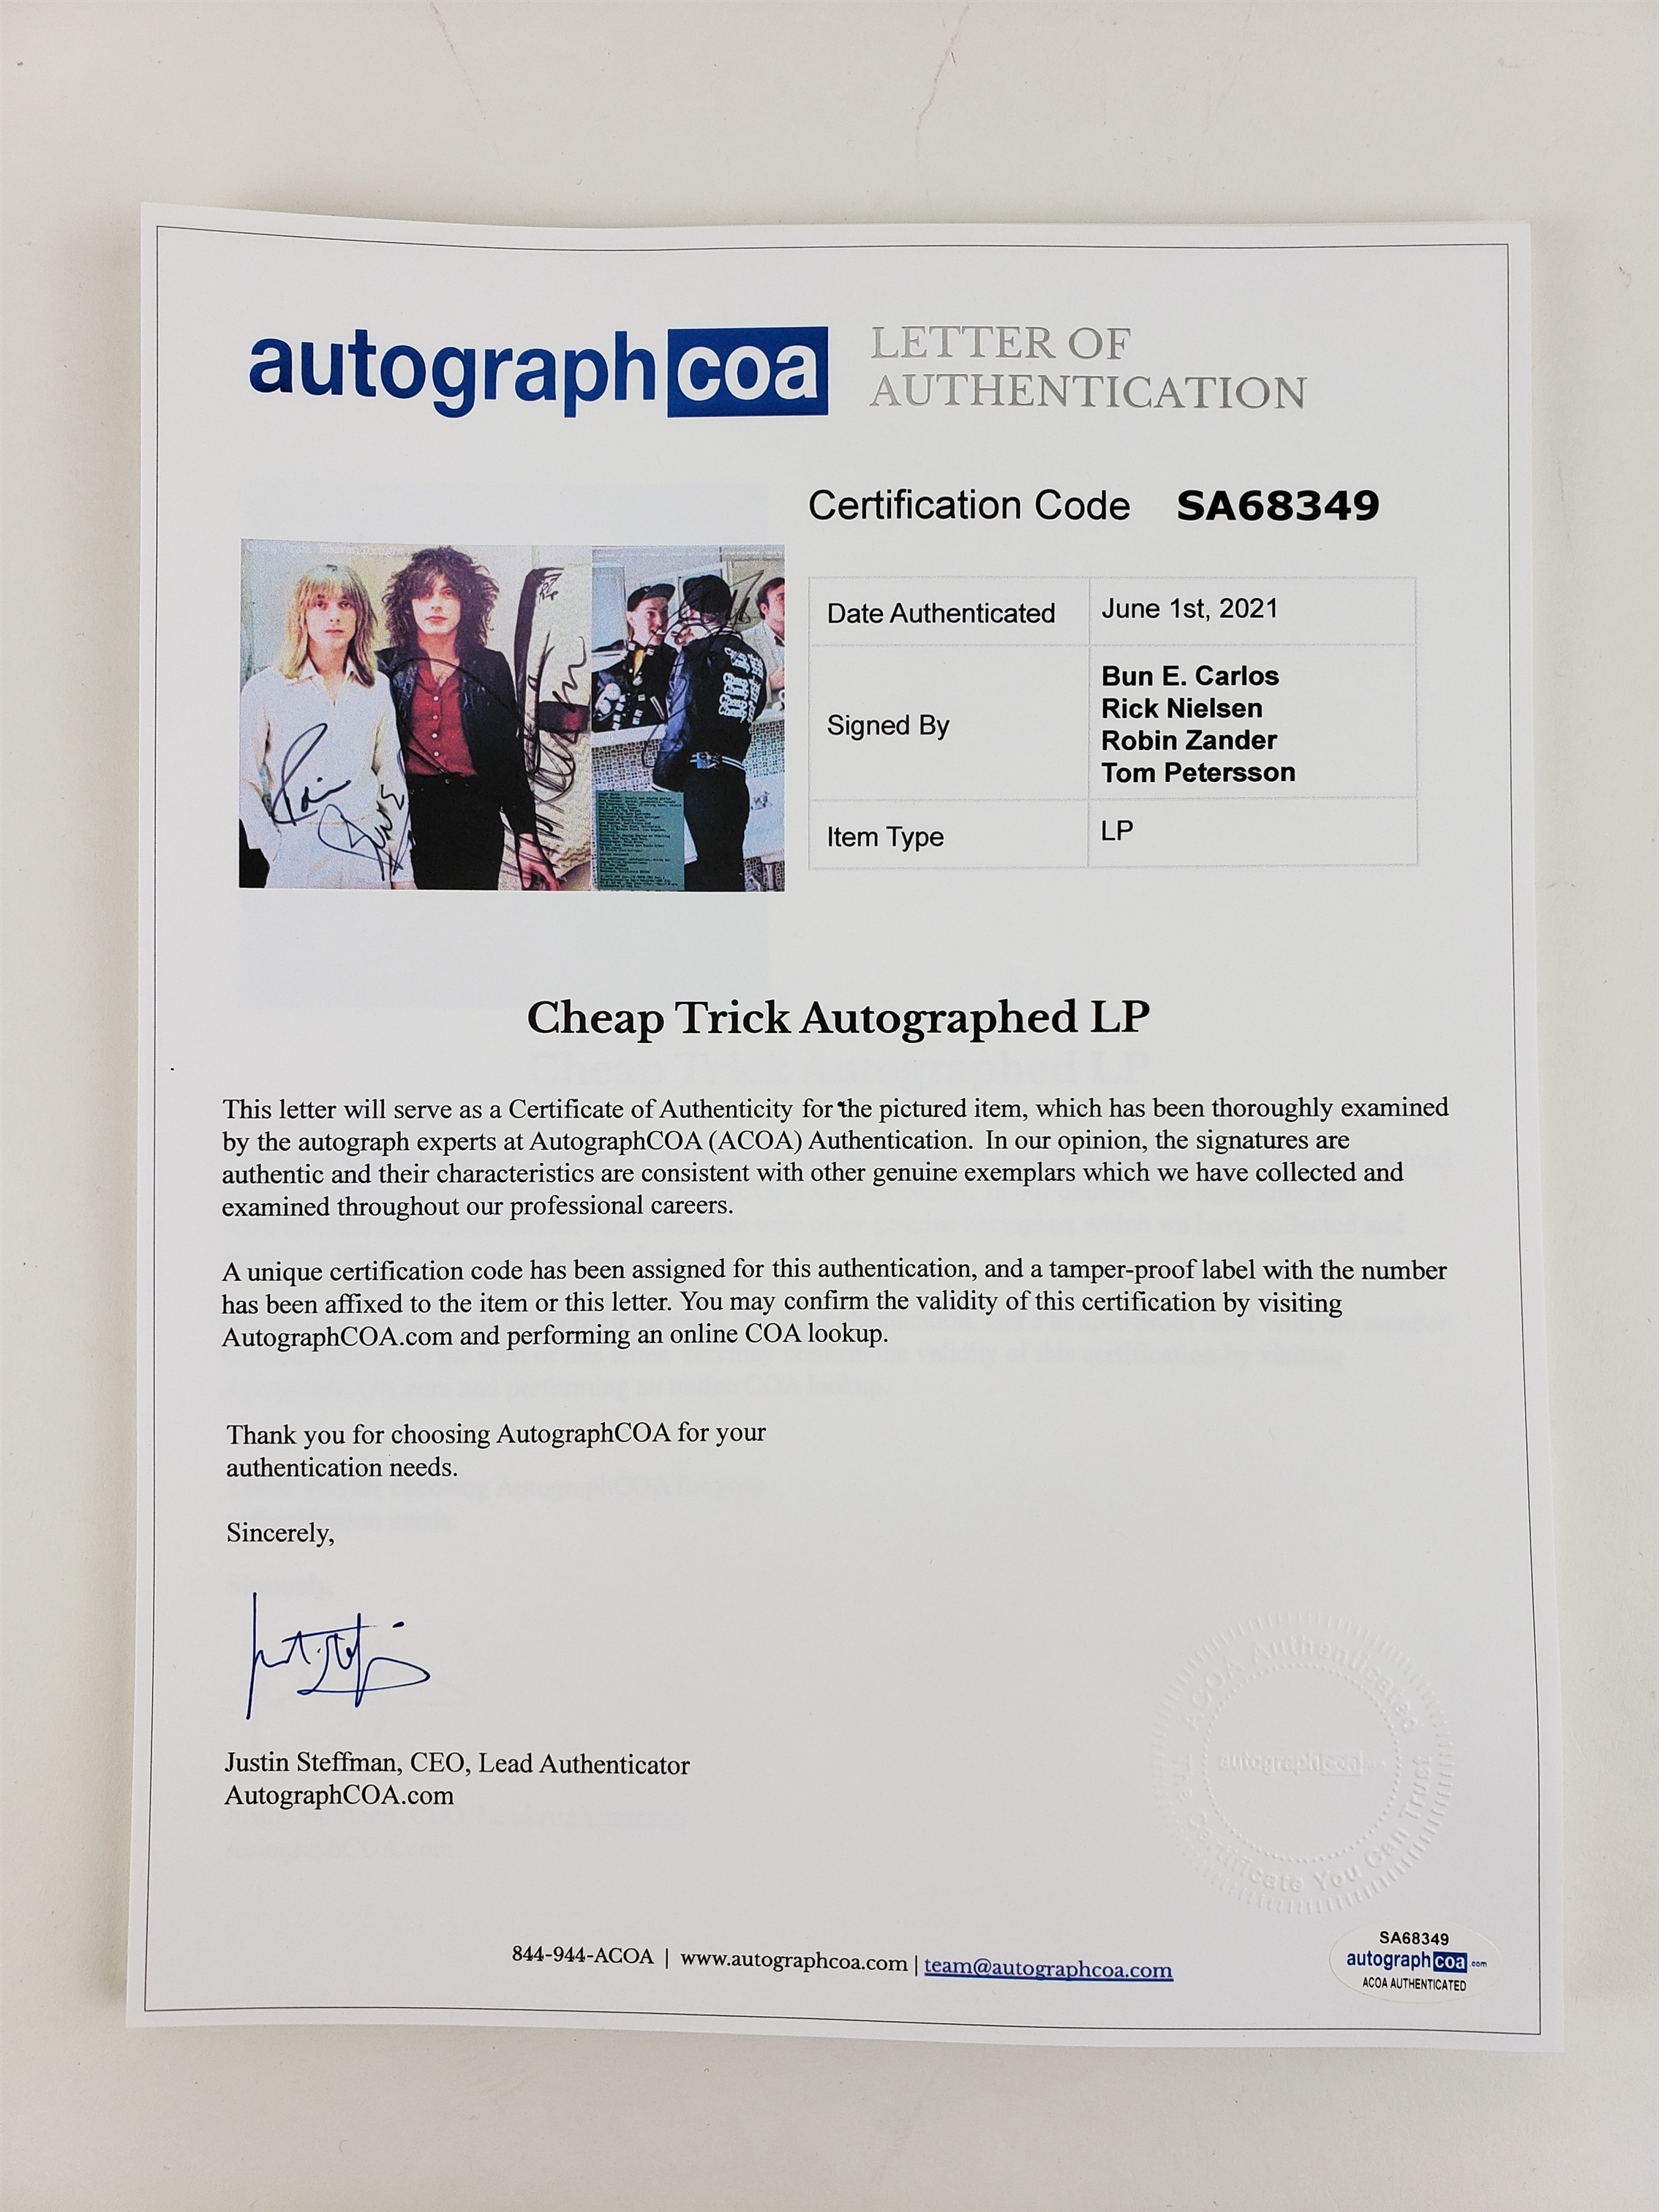 autographcoa
LETTER OF
AUTHENTICATION
Certification Code SA68349
Date Authenticated June 1st, 2021
Signed By
Bun E. Carlos
Rick Nielsen
Robin Zander
Tom Petersson
Item Type LP
Cheap Trick Autographed LP
This letter will serve as a Certificate of Authenticity for the pictured item, which has been thoroughly examined
by the autograph experts at AutographCOA (ACOA) Authentication. In our opinion, the signatures are
authentic and their characteristics are consistent with other genuine exemplars which we have collected and
examined throughout our professional careers.
A unique certification code has been assigned for this authentication, and a tamper-proof label with the number
has been affixed to the item or this letter. You may confirm the validity of this certification by visiting
AutographCOA.com and performing an online COA lookup.
Thank you for choosing AutographCOA for your
authentication needs.
Sincerely,
Justin Steffman, CEO, Lead Authenticator
AutographCOA.com
ACOA Authenticated
autographcoa
The Certificate You Can Trust
844-944-ACOA | www.autographcoa.com | team@autographcoa.com
SA68349
autographcoa.com
ACOA AUTHENTICATED